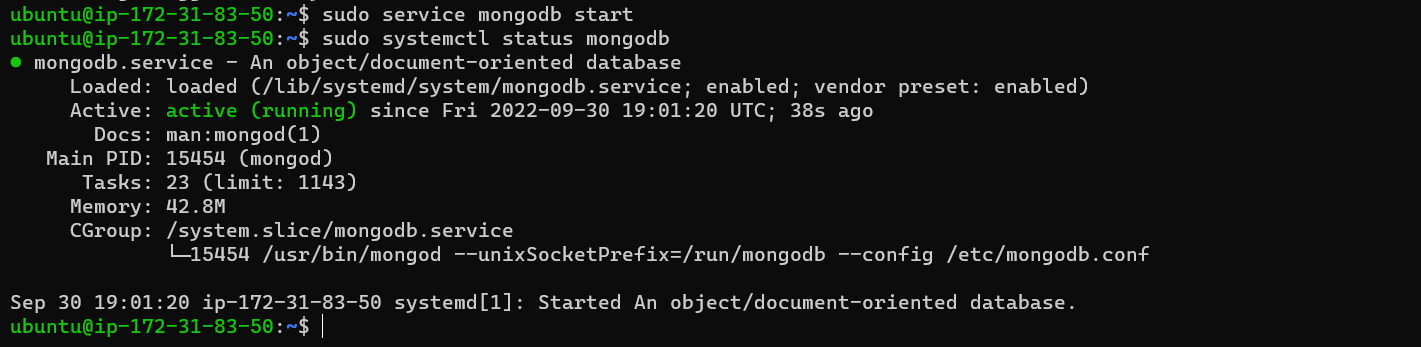 ubuntu@ip-172-31-83-50:~$ sudo service mongodb start
ubuntu@ip-172-31-83-50:~$ sudo systemctl status mongodb
● mongodb.service - An object/document-oriented database
     Loaded: loaded (/lib/systemd/system/mongodb.service; enabled; vendor preset: enabled)
     Active: active (running) since Fri 2022-09-30 19:01:20 UTC; 38s ago
       Docs: man:mongod(1)
   Main PID: 15454 (mongod)
      Tasks: 23 (limit: 1143)
     Memory: 42.8M
     CGroup: /system.slice/mongodb.service
             └─15454 /usr/bin/mongod --unixSocketPrefix=/run/mongodb --config /etc/mongodb.conf

Sep 30 19:01:20 ip-172-31-83-50 systemd[1]: Started An object/document-oriented database.
ubuntu@ip-172-31-83-50:~$